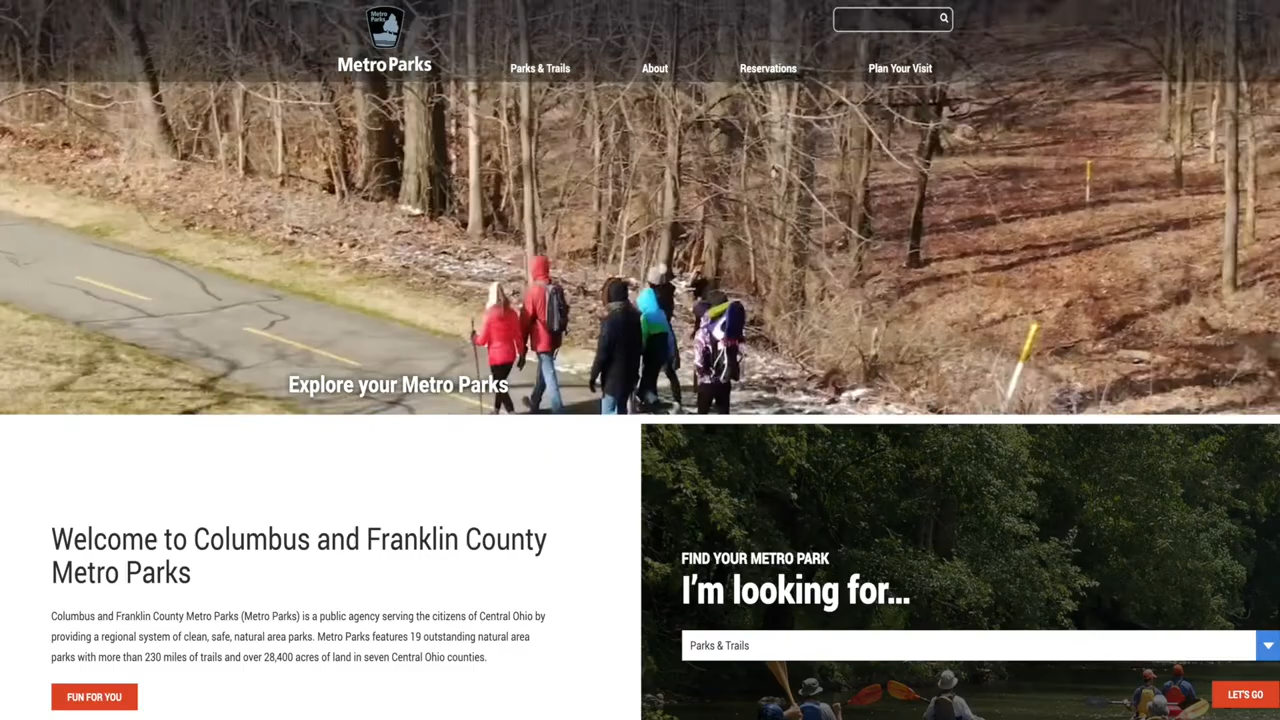 Metro
Parks
Metro Parks
Parks & Trails
About
Reservations
Plan Your Visit
Explore your Metro Parks
Welcome to Columbus and Franklin County
Metro Parks
Columbus and Franklin County Metro Parks (Metro Parks) is a public agency serving the citizens of Central Ohio by
providing a regional system of clean, safe, natural area parks. Metro Parks features 19 outstanding natural area
parks with more than 230 miles of trails and over 28,400 acres of land in seven Central Ohio counties.
FUN FOR YOU
FIND YOUR METRO PARK
I'm looking for...
Parks & Trails
LET'S GO